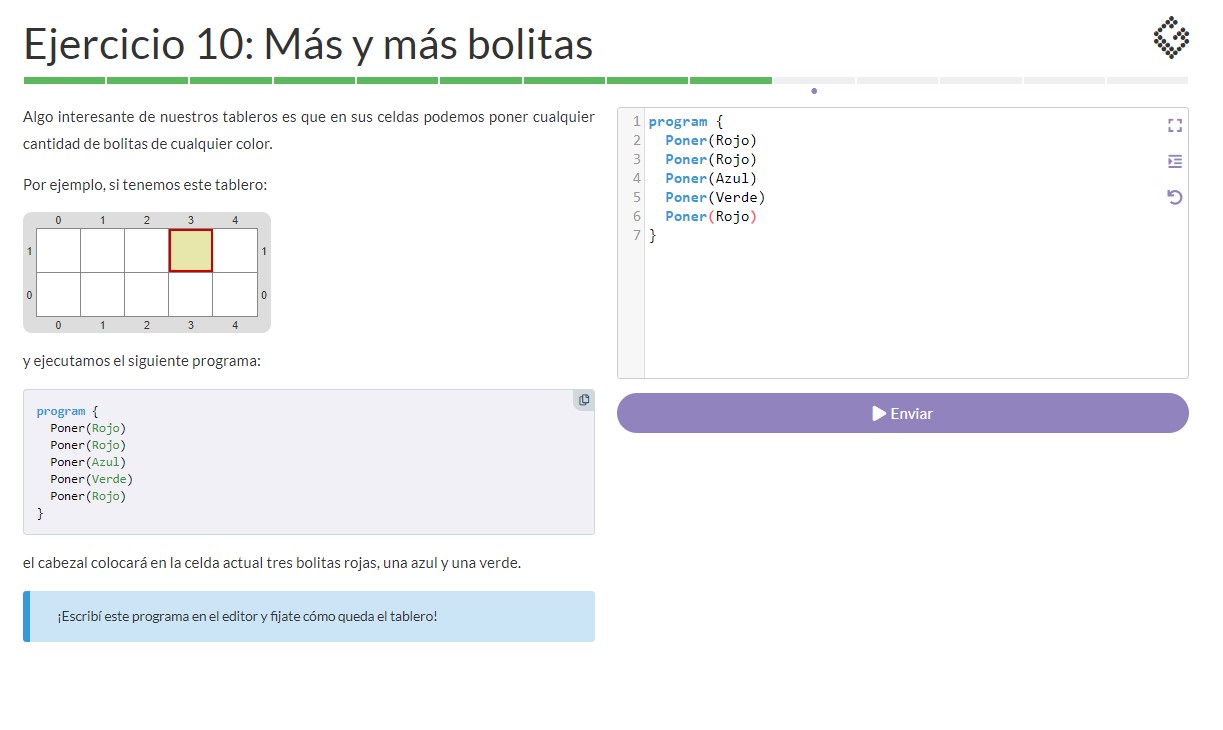 Ejercicio 10: Más y más bolitas
Algo interesante de nuestros tableros es que en sus celdas podemos poner cualquier
cantidad de bolitas de cualquier color.
Por ejemplo, si tenemos este tablero:
0 1 2 3 4
1 1
0 0
0 1 2 3 4
y ejecutamos el siguiente programa:
program {
  Poner(Rojo)
  Poner(Rojo)
  Poner(Azul)
  Poner(Verde)
  Poner(Rojo)
}
el cabezal colocará en la celda actual tres bolitas rojas, una azul y una verde.
¡Escribí este programa en el editor y fijate cómo queda el tablero!
1 program {
2   Poner(Rojo)
3   Poner(Rojo)
4   Poner(Azul)
5   Poner(Verde)
6   Poner(Rojo)
7 }
Enviar